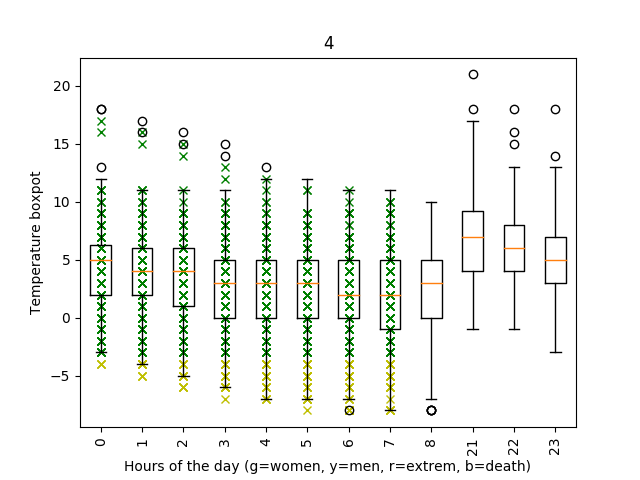 4
20
15
10
5
0
−5
Temperature boxpot
0 1 2 3 4 5 6 7 8 21 22 23
Hours of the day (g=women, y=men, r=extrem, b=death)